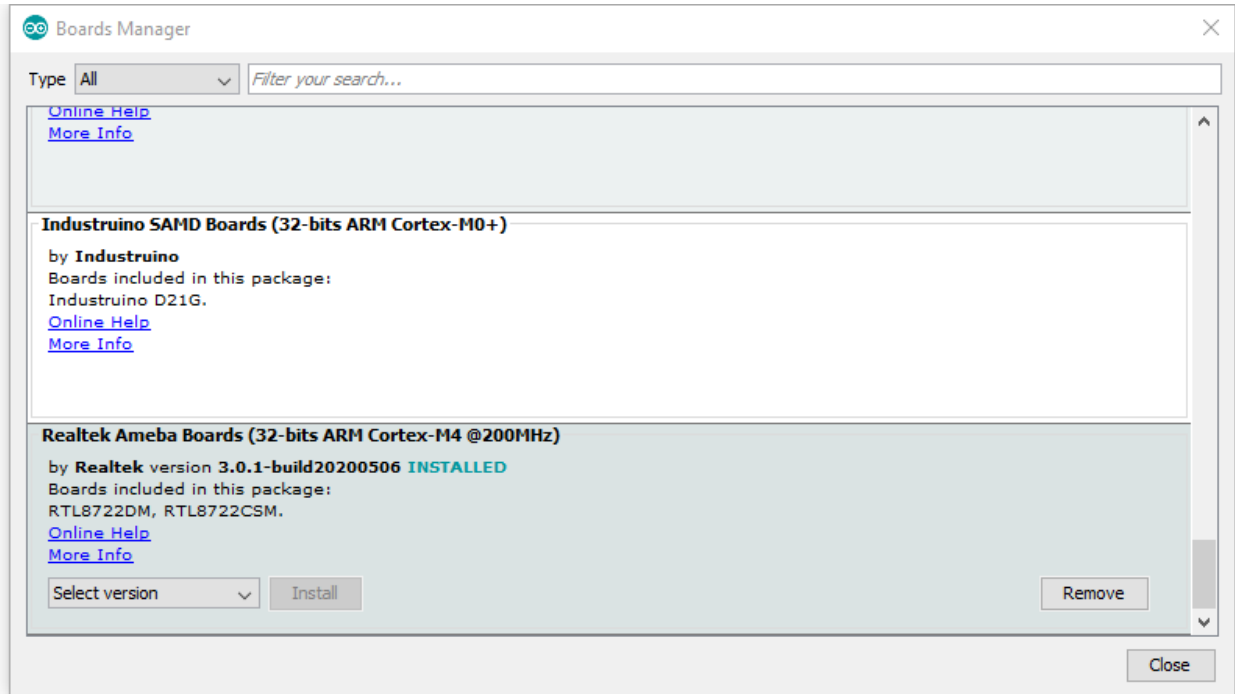 Boards Manager
Type All Filter your search...
Online Help
More Info
Industruino SAMD Boards (32-bits ARM Cortex-M0+)
by Industruino
Boards included in this package:
Industruino D21G.
Online Help
More Info
Realtek Ameba Boards (32-bits ARM Cortex-M4 @200MHz)
by Realtek version 3.0.1-build20200506 INSTALLED
Boards included in this package:
RTL8722DM, RTL8722CSM.
Online Help
More Info
Select version Install Remove
Close